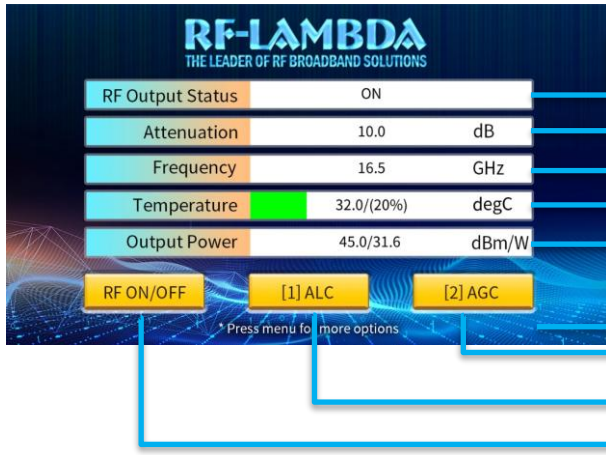 RF-LAMBDA
THE LEADER OF RF BROADBAND SOLUTIONS
RF Output Status ON
Attenuation 10.0 dB
Frequency 16.5 GHz
Temperature 32.0/(20%) degC
Output Power 45.0/31.6 dBm/W
RF ON/OFF [1] ALC [2] AGC
* Press menu for more options